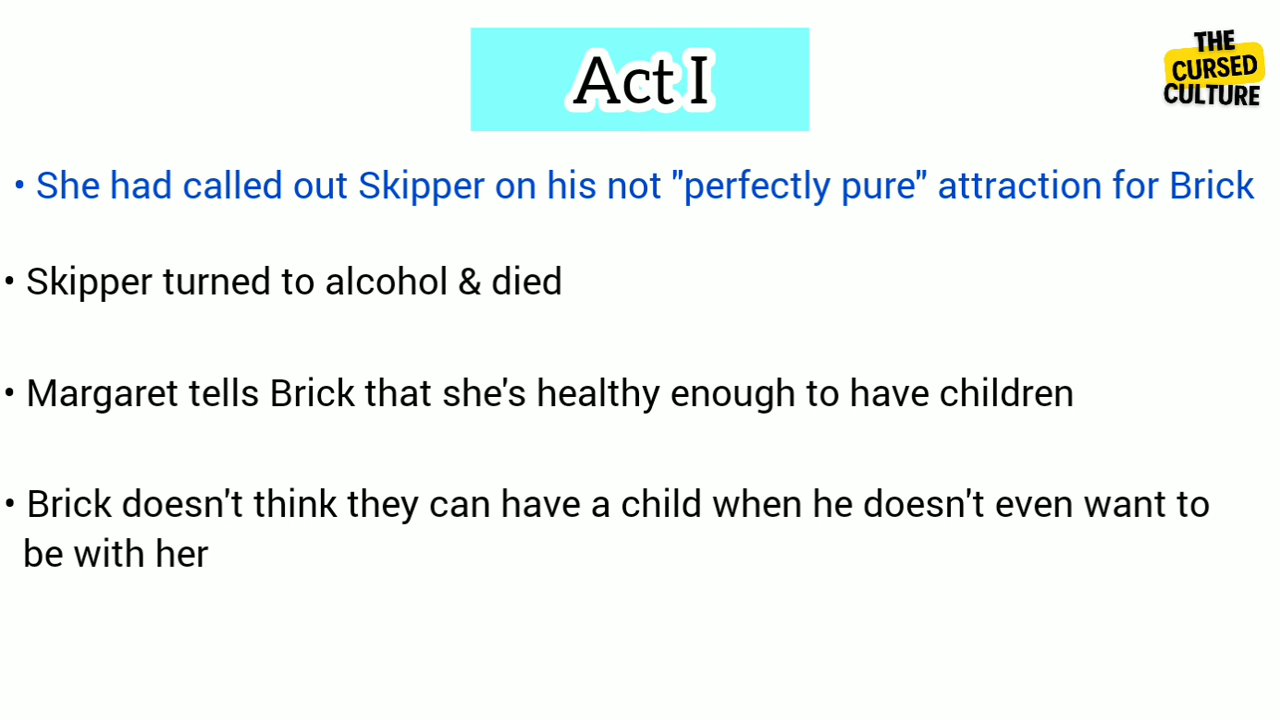 Act I
THE
CURSED
CULTURE
• She had called out Skipper on his not "perfectly pure" attraction for Brick
• Skipper turned to alcohol & died
• Margaret tells Brick that she's healthy enough to have children
• Brick doesn't think they can have a child when he doesn't even want to
be with her